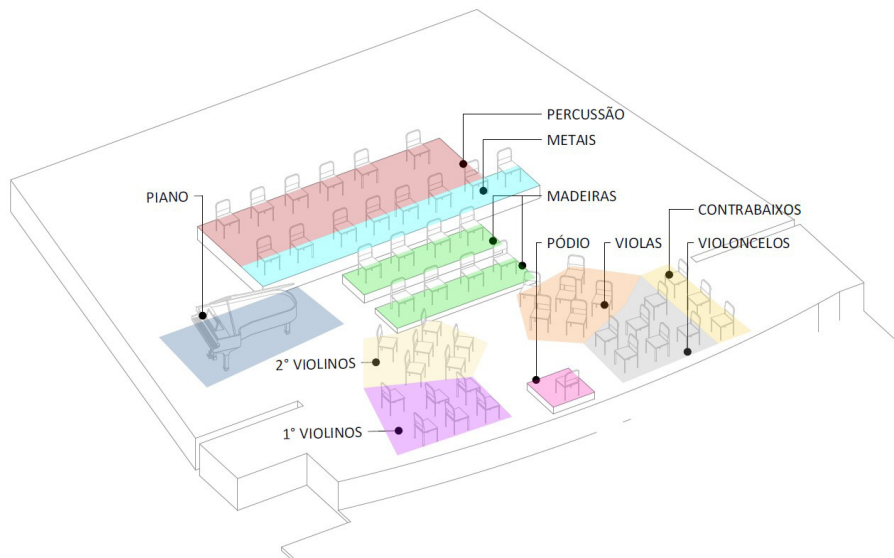 PERCUSSÃO
METAIS
PIANO
MADEIRAS
CONTRABAIXOS
PÓDIO
VIOLAS
VIOLONCELOS
2° VIOLINOS
1° VIOLINOS